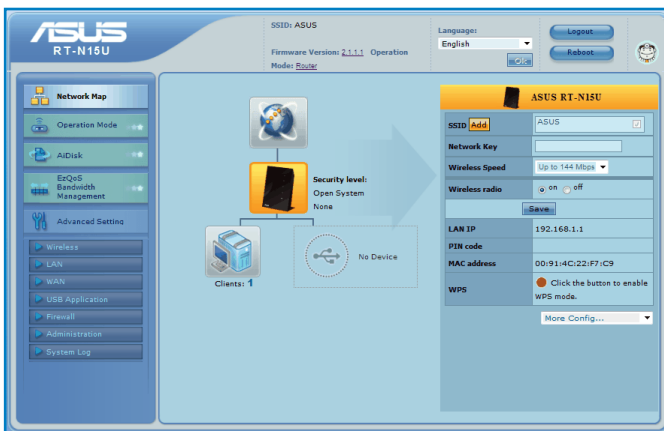 ASUS
RT-N15U
SSID: ASUS
Firmware Version: 2.1.1.1 Operation
Mode: Router
Language:
English
OK
Logout
Reboot
Network Map
Operation Mode
AiDisk
EzQoS
Bandwidth
Management
Advanced Setting
Wireless
LAN
WAN
USB Application
Firewall
Administration
System Log
Security level:
Open System
None
Clients: 1
No Device
ASUS RT-N15U
SSID Add ASUS
Network Key
Wireless Speed Up to 144 Mbps
Wireless radio on off
Save
LAN IP 192.168.1.1
PIN code
MAC address 00:91:4C:22:F7:C9
WPS Click the button to enable
WPS mode.
More Config...